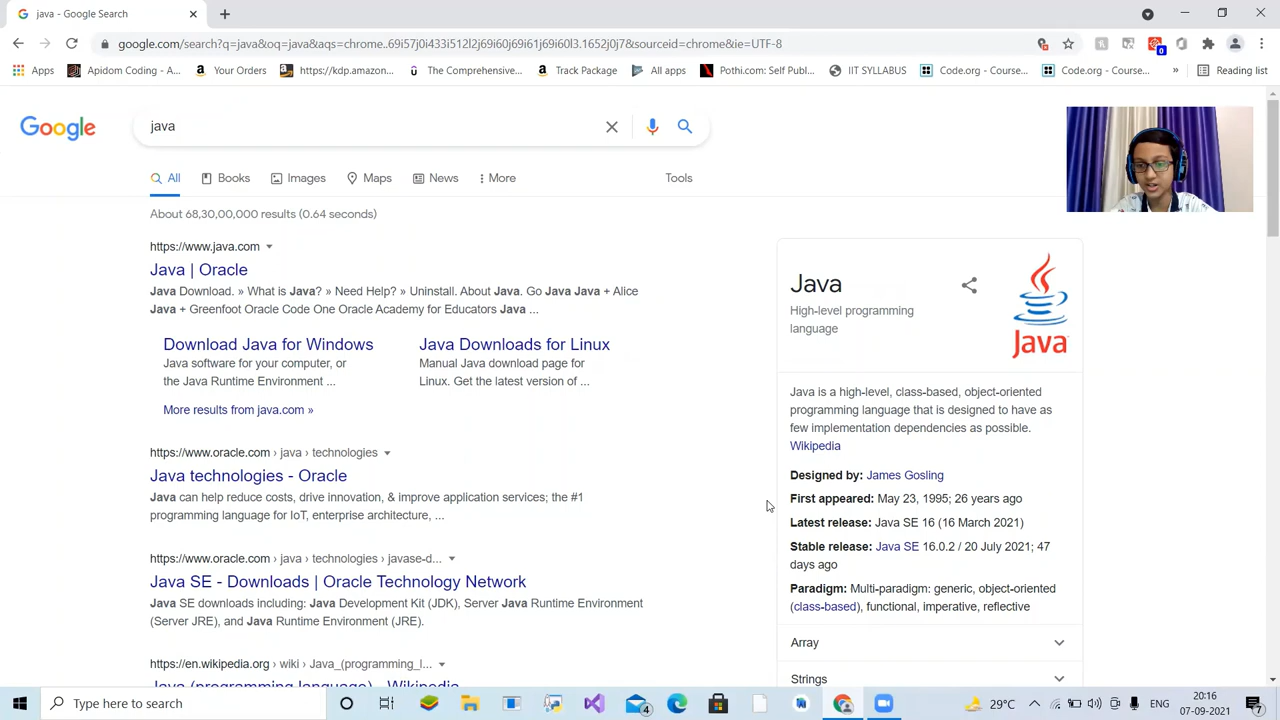 java - Google Search
google.com/search?q=java&oq=java&aqs=chrome..69i57j0i433l3j0l2j69i60j69i61j69i60l3.1652j0j7&sourceid=chrome&ie=UTF-8
0
Apps
Apidom Coding - A...
Your Orders
https://kdp.amazon...
The Comprehensive...
Track Package
All apps
Pothi.com: Self Publ...
IIT SYLLABUS
Code.org - Course...
Code.org - Course...
»
Reading list
Google
java
All
Books
Images
Maps
News
More
Tools
About 68,30,00,000 results (0.64 seconds)
https://www.java.com
Java | Oracle
Java Download. » What is Java? » Need Help? » Uninstall. About Java. Go Java Java + Alice
Java + Greenfoot Oracle Code One Oracle Academy for Educators Java ...
Download Java for Windows
Java software for your computer, or
the Java Runtime Environment ...
Java Downloads for Linux
Manual Java download page for
Linux. Get the latest version of ...
More results from java.com »
https://www.oracle.com › java › technologies
Java technologies - Oracle
Java can help reduce costs, drive innovation, & improve application services; the #1
programming language for IoT, enterprise architecture, ...
https://www.oracle.com › java › technologies › javase-d...
Java SE - Downloads | Oracle Technology Network
Java SE downloads including: Java Development Kit (JDK), Server Java Runtime Environment
(Server JRE), and Java Runtime Environment (JRE).
https://en.wikipedia.org › wiki › Java_(programming_l...
Java (programming language) - Wikipedia
Java
High-level programming
language
Java
Java is a high-level, class-based, object-oriented
programming language that is designed to have as
few implementation dependencies as possible.
Wikipedia
Designed by: James Gosling
First appeared: May 23, 1995; 26 years ago
Latest release: Java SE 16 (16 March 2021)
Stable release: Java SE 16.0.2 / 20 July 2021; 47
days ago
Paradigm: Multi-paradigm: generic, object-oriented
(class-based), functional, imperative, reflective
Array
Strings
Type here to search
4
29°C
ENG
20:16
07-09-2021
7